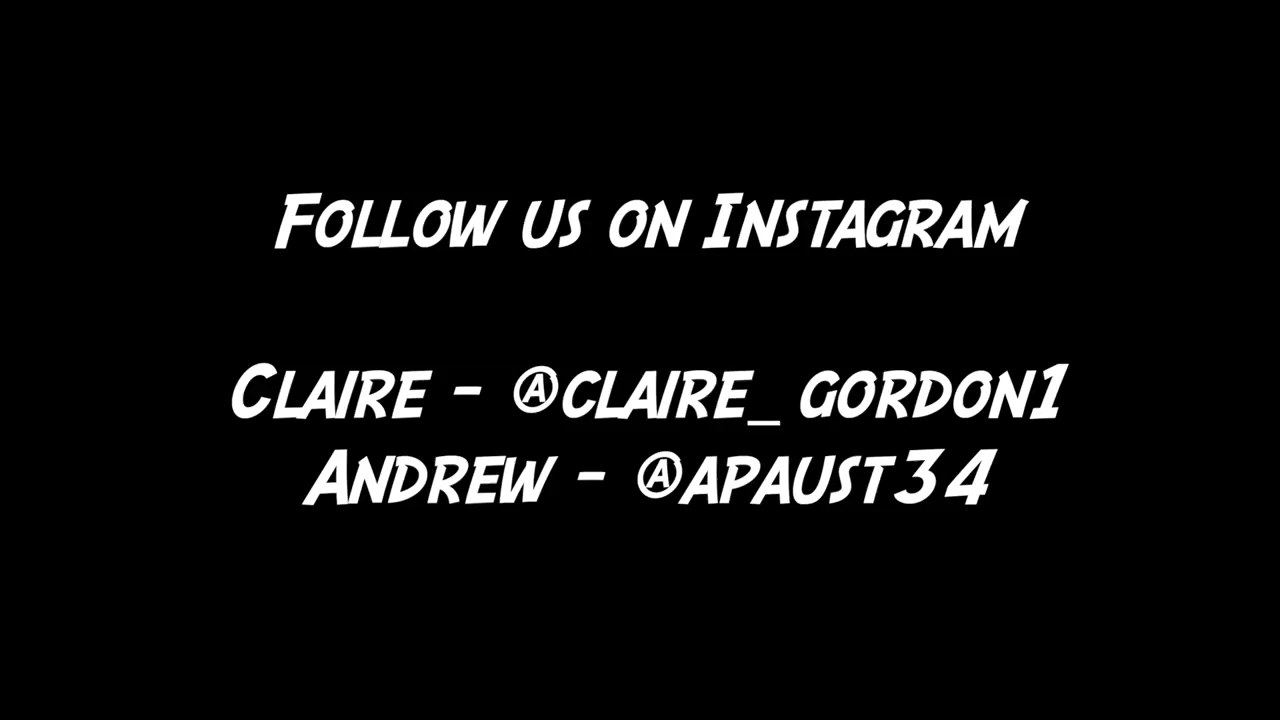 Follow us on Instagram
Claire - @claire_gordon1
Andrew - @apaust34